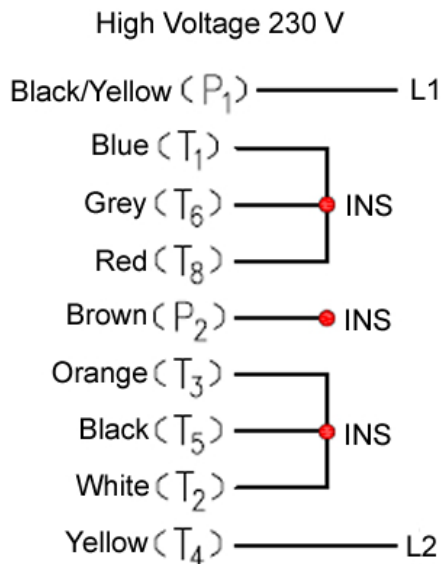 High Voltage 230 V
Black/Yellow (P₁) L1
Blue (T₁)
Grey (T₆) INS
Red (T₈)
Brown (P₂) INS
Orange (T₃)
Black (T₅) INS
White (T₂)
Yellow (T₄) L2